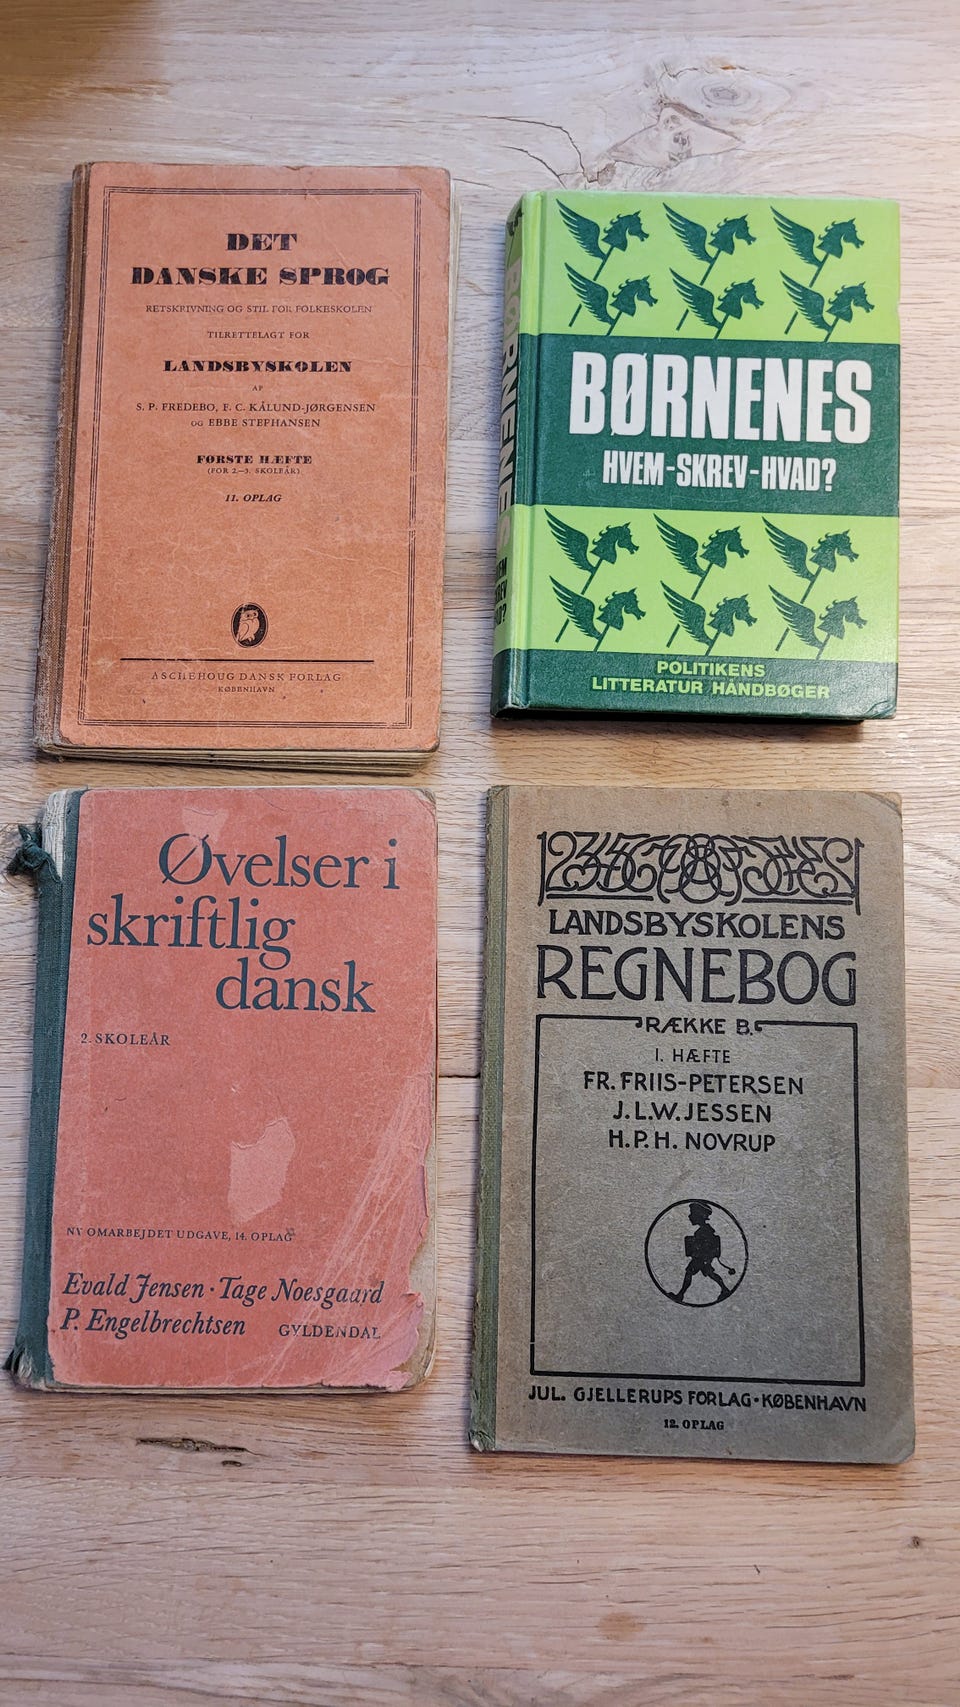 DET
DANSKE SPROG
RETSKRIVNING OG STIL FOR FOLKESKOLEN
TILRETTELAGT FOR
LANDSBYSKOLEN
AF
S. P. FREDEBO, F. C. KÅLUND-JØRGENSEN
OG EBBE STEFHANSEN
FØRSTE HÆFTE
(FOR 2.–3. SKOLEÅR)
11. OPLAG
ASCHEHOUG DANSK FORLAG
KØBENHAVN
BØRNENES
HVEM-SKREV-HVAD?
POLITIKENS
LITTERATUR HÅNDBØGER
BØRNENES
Øvelser i
skriftlig
dansk
2. SKOLEÅR
NY OMARBEJDET UDGAVE, 14. OPLAG
Evald Jensen · Tage Noesgaard
P. Engelbrechtsen GYLDENDAL
LANDSBYSKOLENS
REGNEBOG
RÆKKE B.
I. HÆFTE
FR. FRIIS-PETERSEN
J.L.W. JESSEN
H.P.H. NOVRUP
JUL. GJELLERUPS FORLAG · KØBENHAVN
12. OPLAG